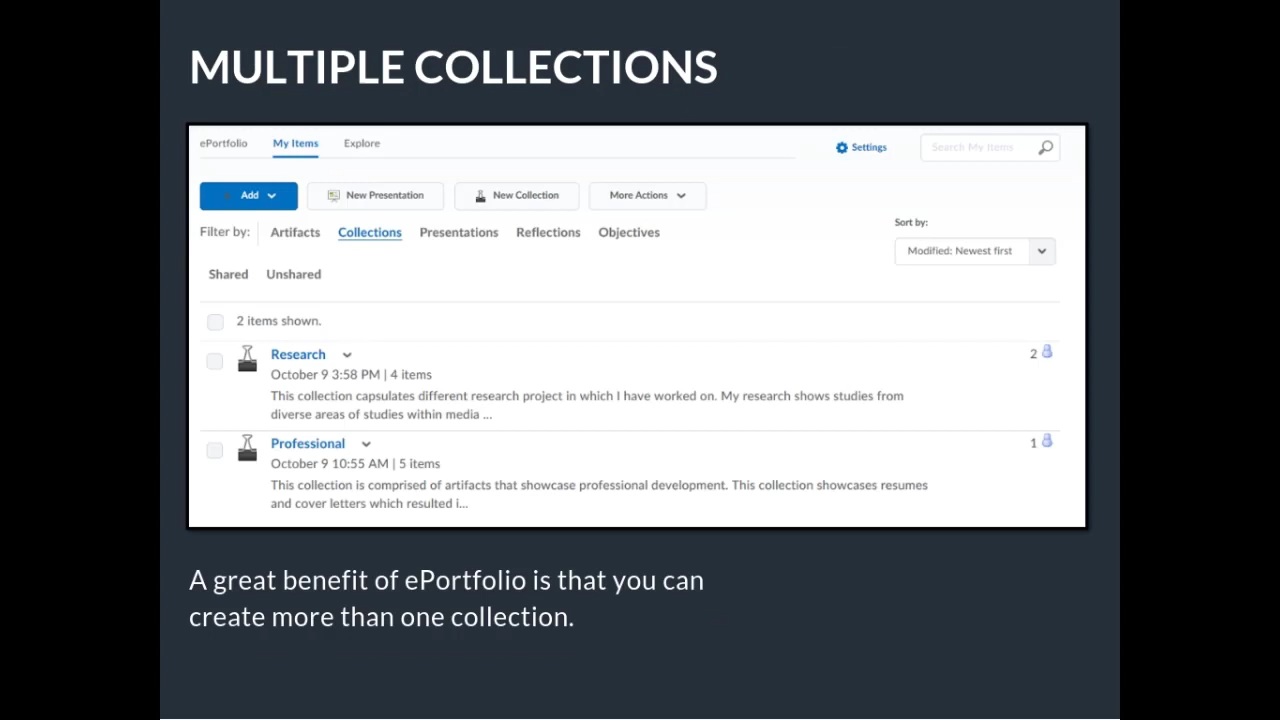 MULTIPLE COLLECTIONS
ePortfolio My Items Explore
Settings Search My Items
Add New Presentation New Collection More Actions
Filter by: Artifacts Collections Presentations Reflections Objectives
Sort by:
Modified: Newest first
Shared Unshared
2 items shown.
Research 2
October 9 3:58 PM | 4 items
This collection capsulates different research project in which I have worked on. My research shows studies from
diverse areas of studies within media ...
Professional 1
October 9 10:55 AM | 5 items
This collection is comprised of artifacts that showcase professional development. This collection showcases resumes
and cover letters which resulted i...
A great benefit of ePortfolio is that you can
create more than one collection.